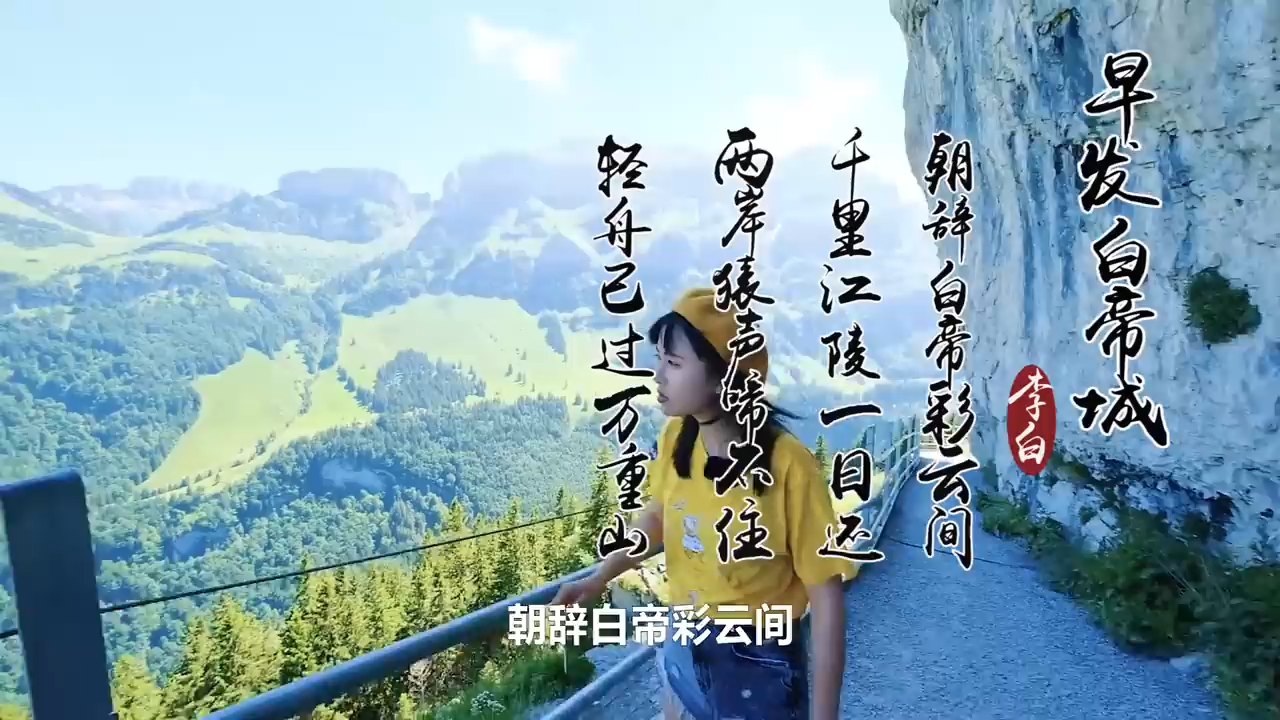 早发白帝城
李白
朝辞白帝彩云间
千里江陵一日还
两岸猿声啼不住
轻舟已过万重山
朝辞白帝彩云间